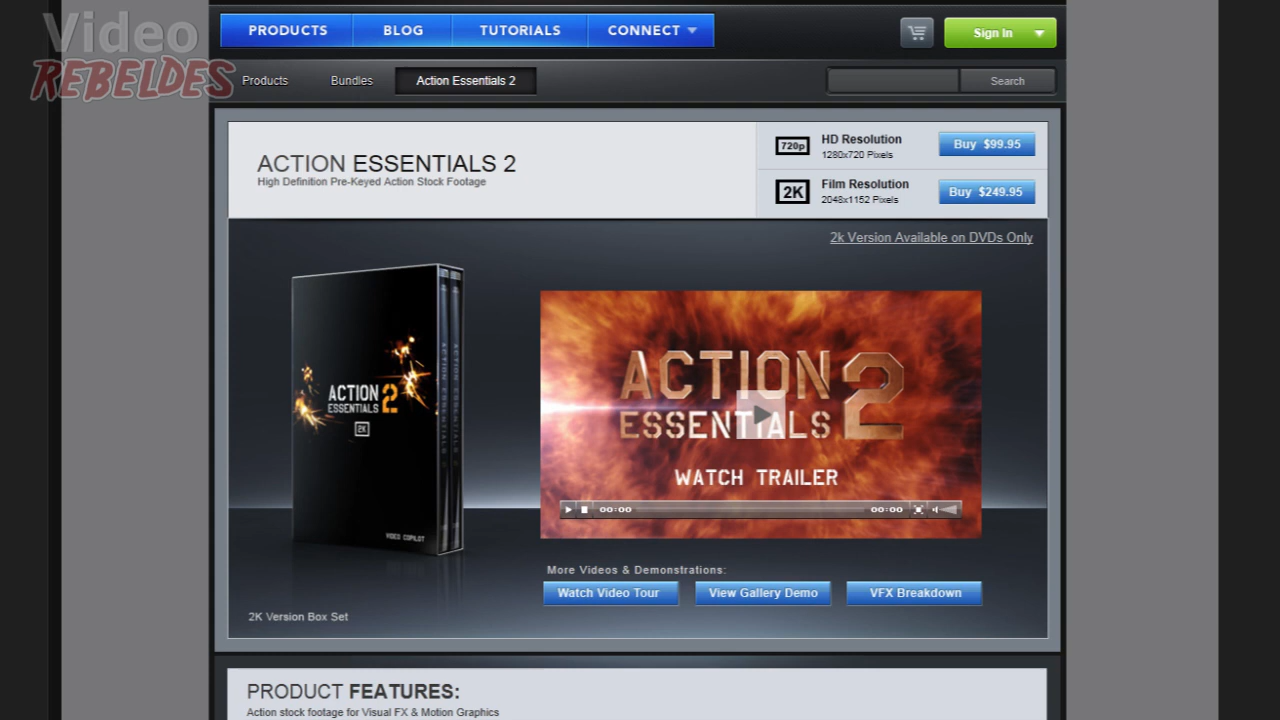 Video
REBELDES
PRODUCTS
BLOG
TUTORIALS
CONNECT
Sign In
Products
Bundles
Action Essentials 2
Search
ACTION ESSENTIALS 2
High Definition Pre-Keyed Action Stock Footage
720p
HD Resolution
1280x720 Pixels
Buy $99.95
2K
Film Resolution
2048x1152 Pixels
Buy $249.95
2k Version Available on DVDs Only
ACTION
ESSENTIALS 2
2K
ACTION ESSENTIALS
ACTION ESSENTIALS
VIDEO COPILOT
2K Version Box Set
ACTION
ESSENTIALS 2
WATCH TRAILER
00:00
00:00
More Videos & Demonstrations:
Watch Video Tour
View Gallery Demo
VFX Breakdown
PRODUCT FEATURES:
Action stock footage for Visual FX & Motion Graphics